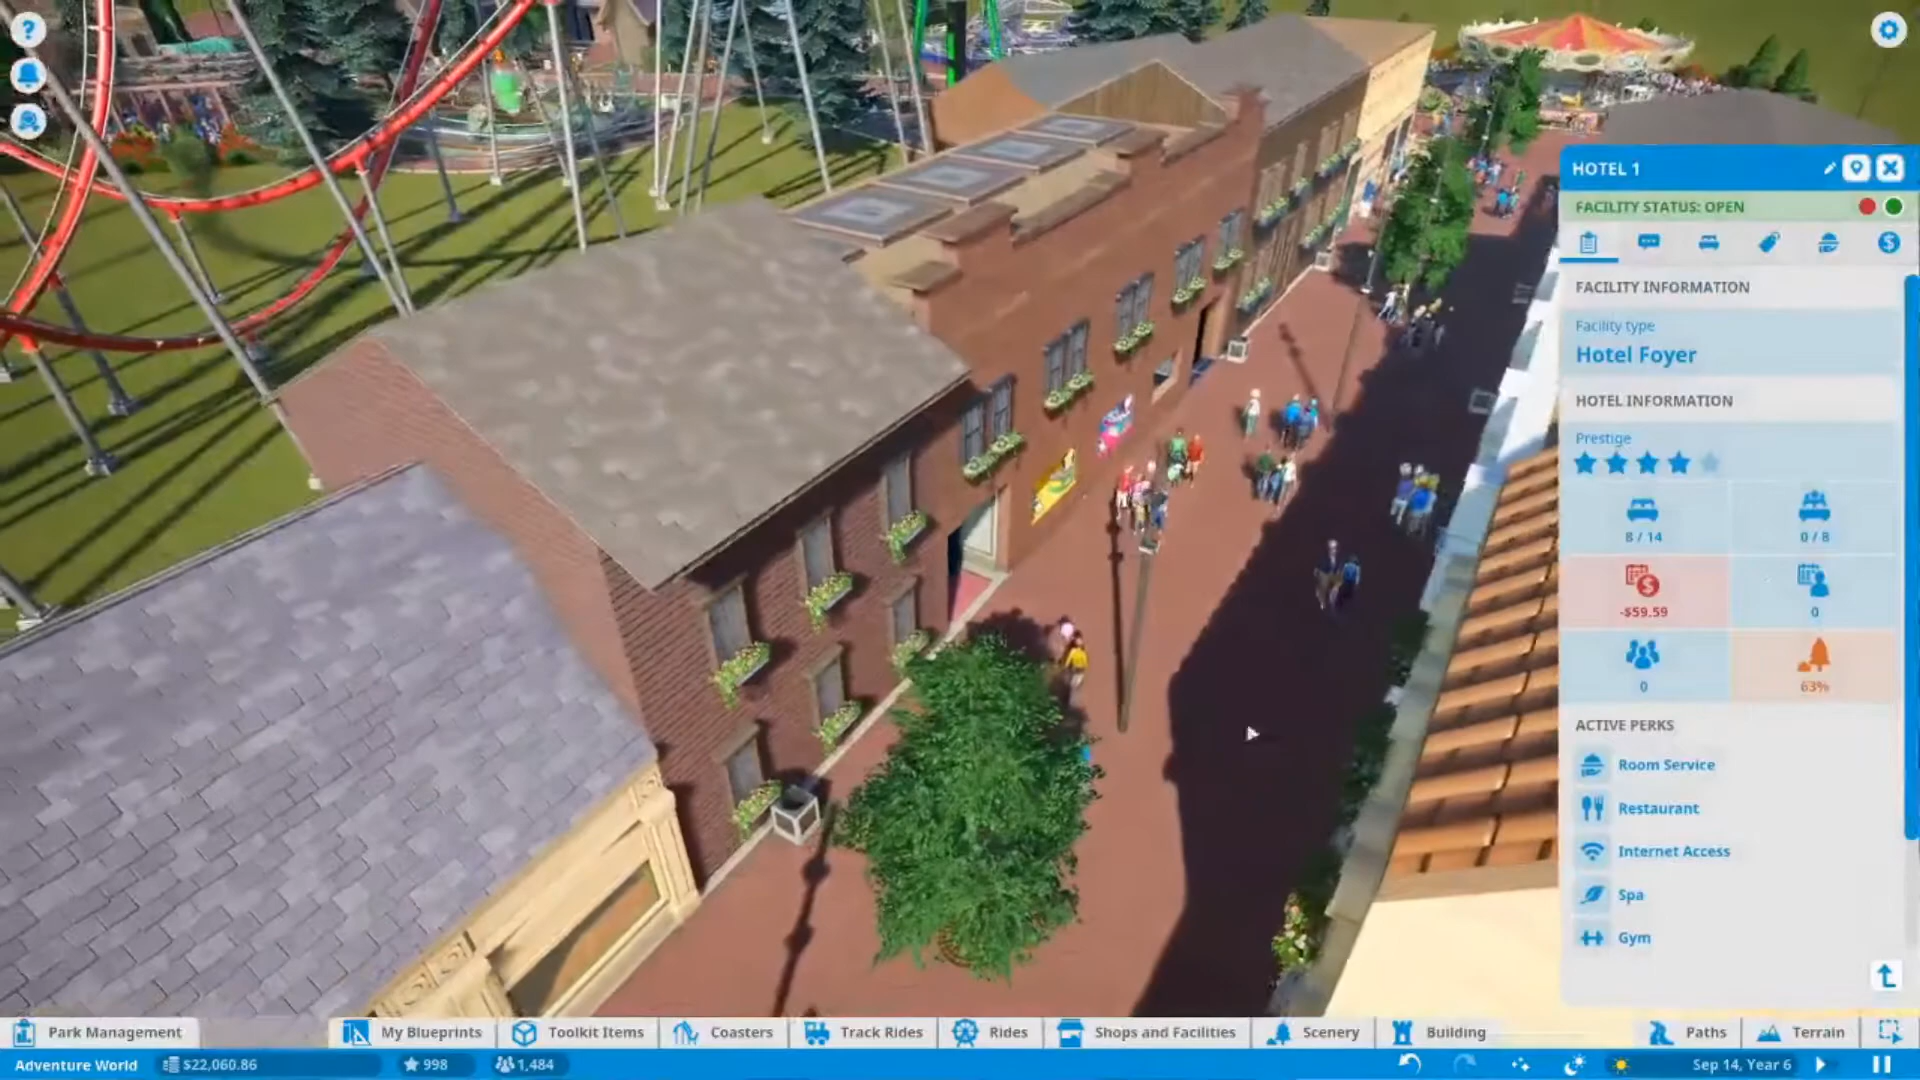 HOTEL 1
FACILITY STATUS: OPEN
FACILITY INFORMATION
Facility type
Hotel Foyer
HOTEL INFORMATION
Prestige
8 / 14
0 / 8
-$59.59
0
0
63%
ACTIVE PERKS
Room Service
Restaurant
Internet Access
Spa
Gym
Park Management
My Blueprints
Toolkit Items
Coasters
Track Rides
Rides
Shops and Facilities
Scenery
Building
Paths
Terrain
Adventure World
$22,060.86
998
1,484
Sep 14, Year 6